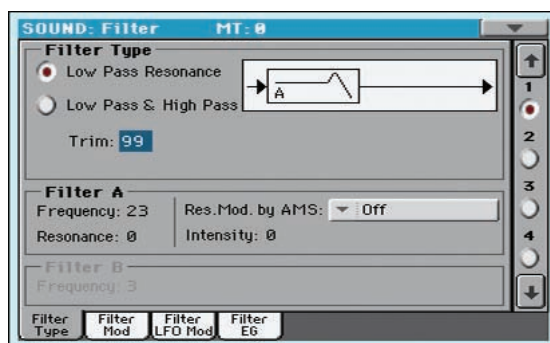 SOUND: Filter MT:0
Filter Type
Low Pass Resonance
Low Pass & High Pass
A
Trim: 99
Filter A
Frequency: 23
Res.Mod. by AMS: Off
Resonance: 0
Intensity: 0
Filter B
Frequency: 3
1
2
3
4
Filter Type
Filter Mod
Filter LFO Mod
Filter EG